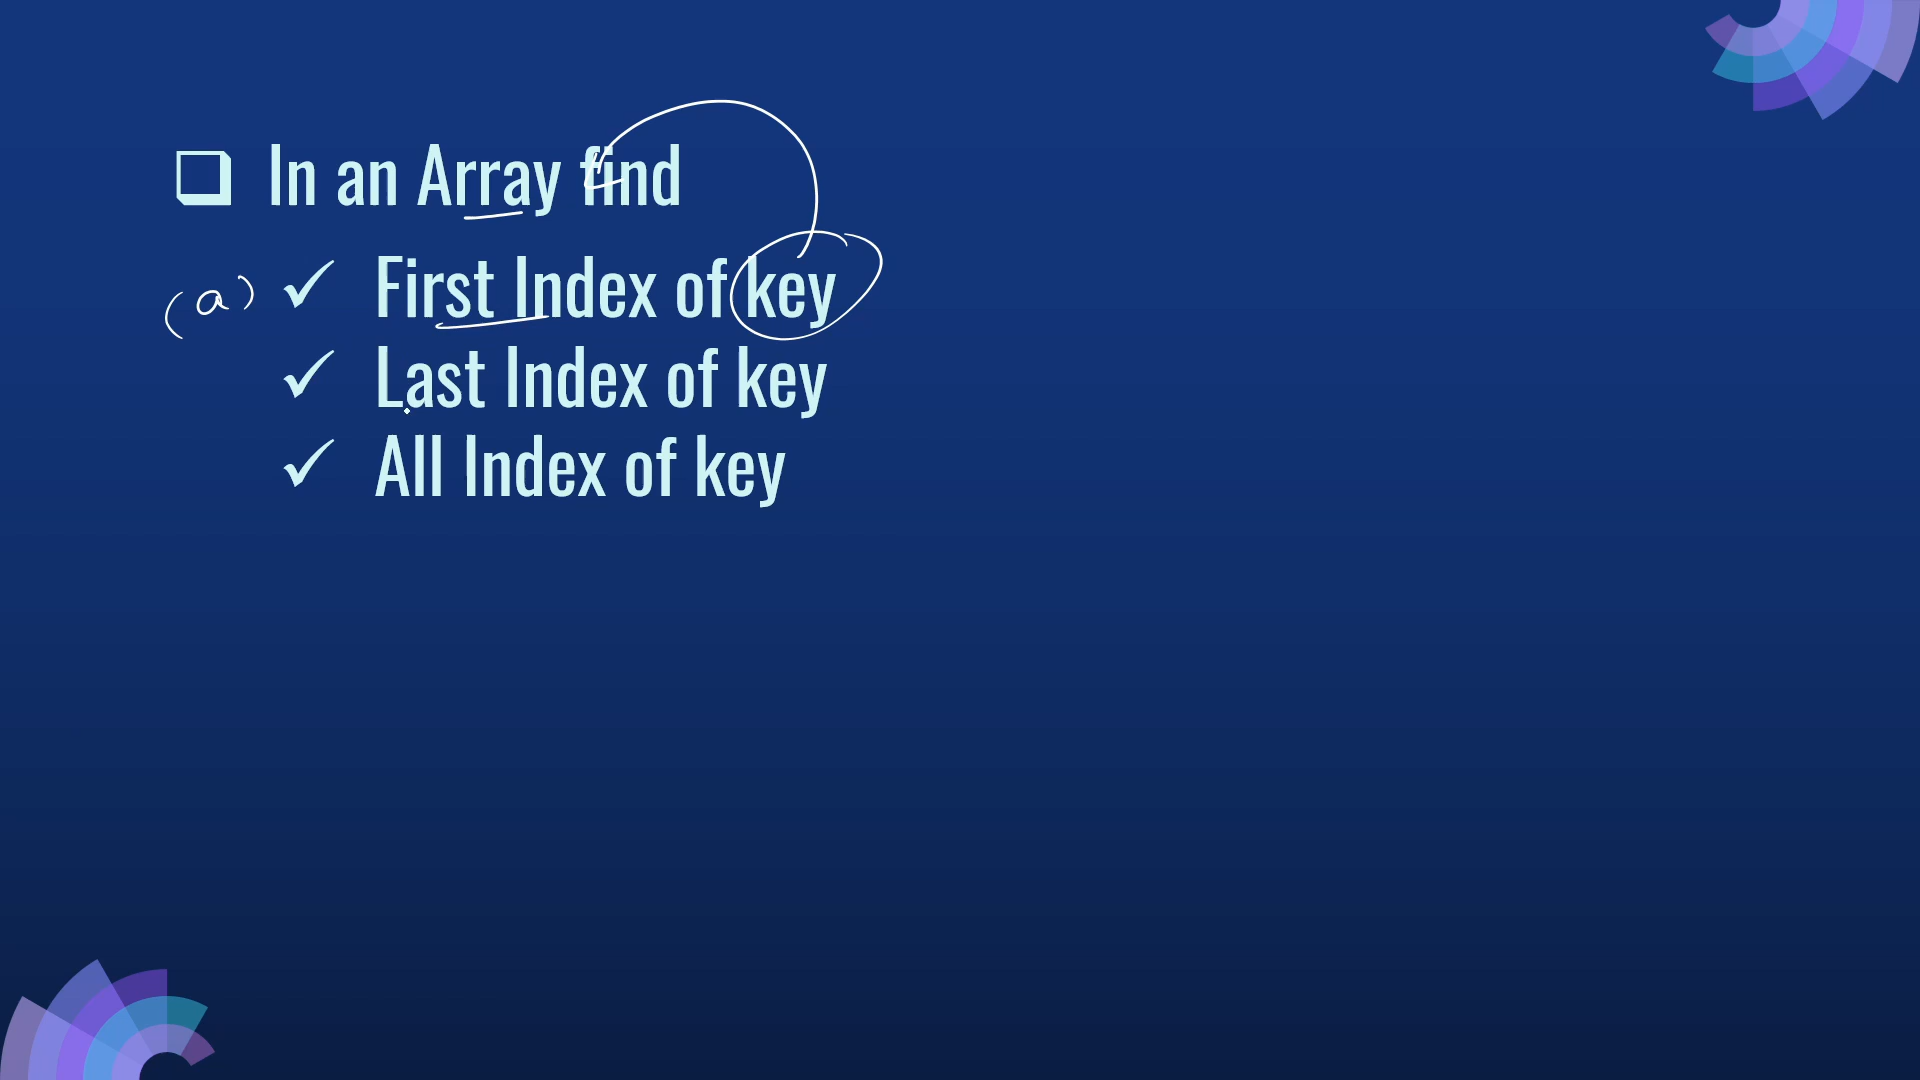 In an Array find
(a) First Index of key
Last Index of key
All Index of key